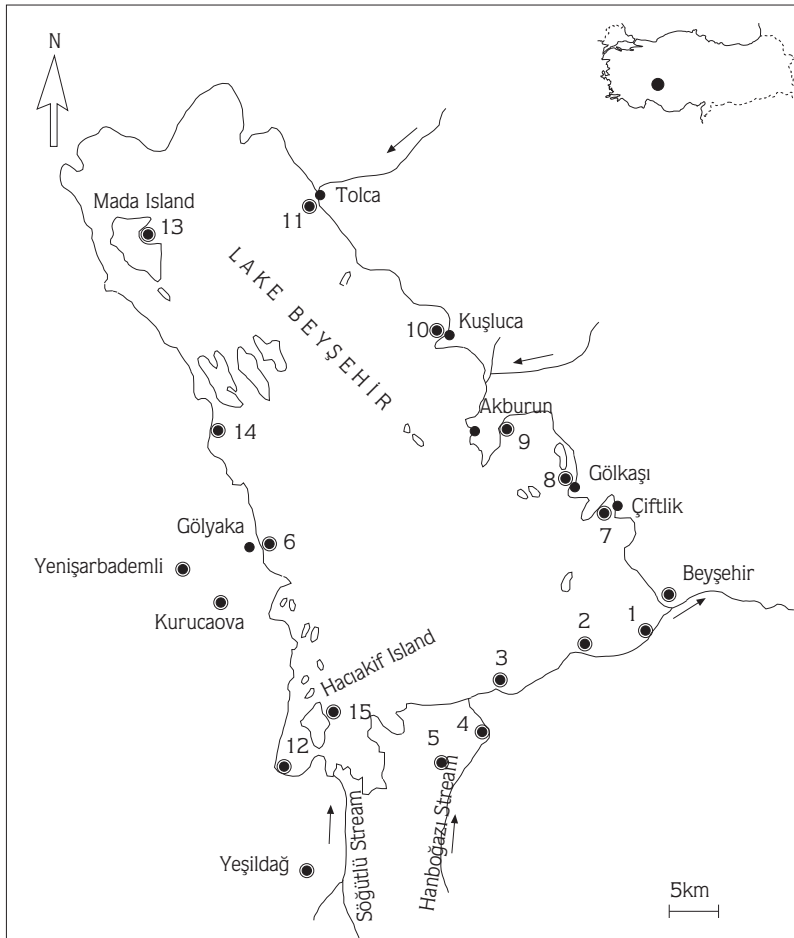 N
Tolca
Mada Island
13
11
LAKE BEYŞEHİR
10
Kuşluca
Akburun
14
9
8
Gölkaşı
Çiftlik
7
Gölyaka
6
Yenişarbademli
Beyşehir
Kurucaova
1
2
Hacıakif Island
3
15
4
12
5
Söğütlü Stream
Hanboğazı Stream
Yeşildağ
5km